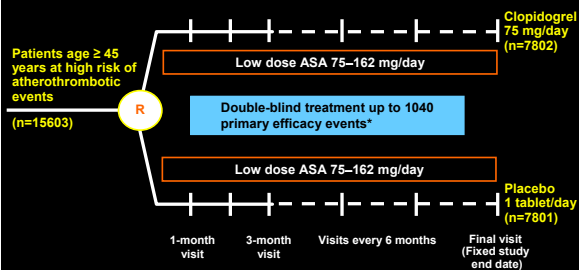 Clopidogrel
75 mg/day
(n=7802)
Patients age ≥ 45
years at high risk of
atherothrombotic
events
(n=15603)
Low dose ASA 75–162 mg/day
R
Double-blind treatment up to 1040
primary efficacy events*
Low dose ASA 75–162 mg/day
Placebo
1 tablet/day
(n=7801)
1-month
visit
3-month
visit
Visits every 6 months
Final visit
(Fixed study
end date)